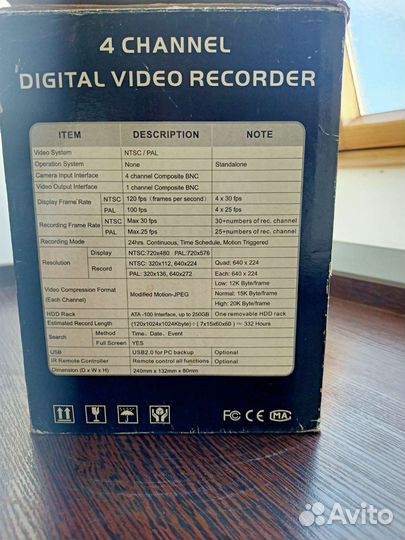 4 CHANNEL
DIGITAL VIDEO RECORDER
ITEM DESCRIPTION NOTE
Video System NTSC / PAL
Operation System None Standalone
Camera Input Interface 4 channel Composite BNC
Video Output Interface 1 channel Composite BNC
Display Frame Rate NTSC 120 fps (frames per second) 4 x 30 fps
PAL 100 fps 4 x 25 fps
Recording Frame Rate NTSC Max 30 fps 30÷numbers of rec. channel
PAL Max.25 fps 25÷numbers of rec. channel
Recording Mode 24hrs. Continuous, Time Schedule, Motion Triggered
Resolution Display NTSC:720x480 PAL:720x576
Record NTSC: 320x112, 640x224 Quad: 640 x 224
PAL: 320x136, 640x272 Each: 640 x 224
Video Compression Format (Each Channel) Modified Motion-JPEG Low: 12K Byte/frame
Normal: 15K Byte/frame
High: 20K Byte/frame
HDD Rack ATA -100 Interface, up to 250GB One removable HDD rack
Estimated Record Length (120x1024x1024Kbyte)÷( 7x15x60x60 ) ≈ 332 Hours
Search Method Time、Date、Event
Full Screen YES
USB USB2.0 for PC backup Optional
IR Remote Controller Remote control all functions Optional
Dimension (D x W x H) 240mm x 132mm x 80mm
FC CE MA
Avito